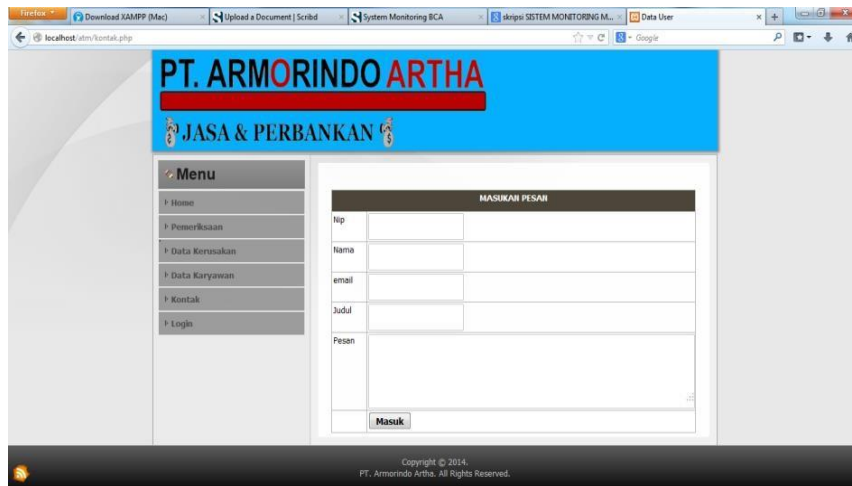 Firefox
Download XAMPP (Mac)
Upload a Document | Scribd
System Monitoring BCA
skripsi SISTEM MONITORING M...
Data User
localhost/atm/kontak.php
Google
PT. ARMORINDO ARTHA
JASA & PERBANKAN
Menu
Home
Pemeriksaan
Data Kerusakan
Data Karyawan
Kontak
Login
MASUKAN PESAN
Nip
Nama
email
Judul
Pesan
Masuk
Copyright © 2014.
PT. Armorindo Artha. All Rights Reserved.